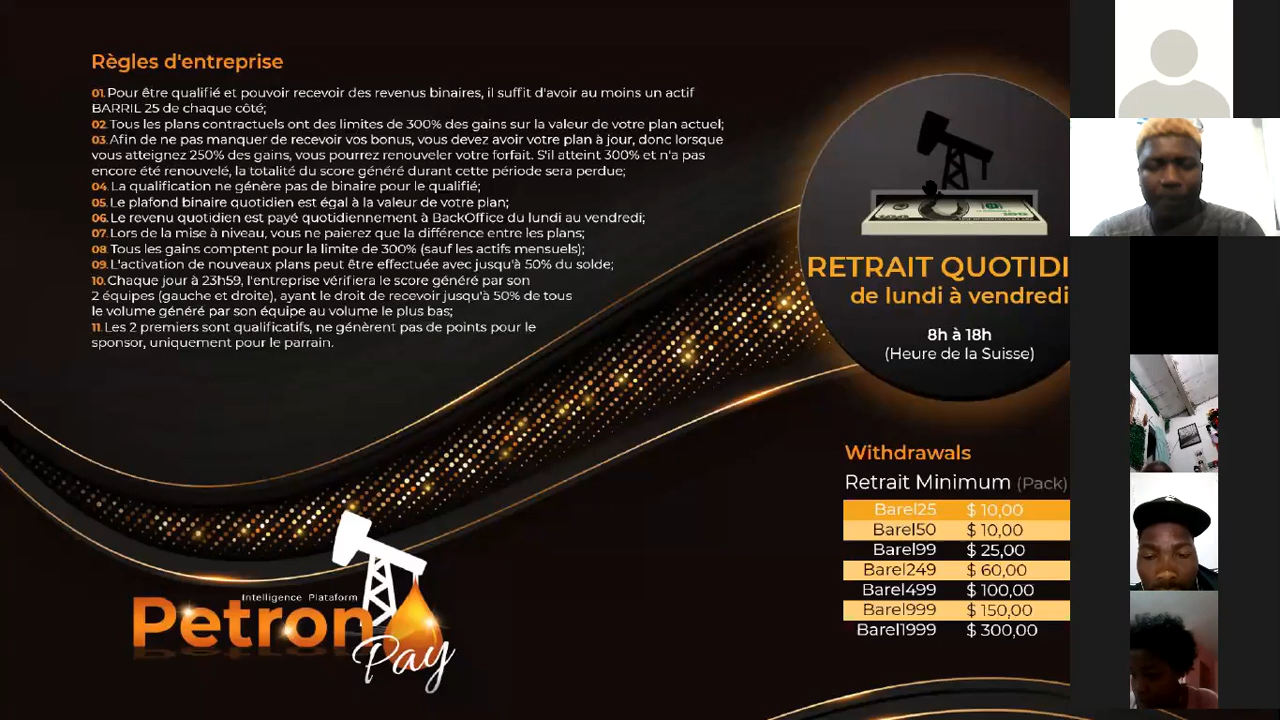 Règles d'entreprise
01.Pour être qualifié et pouvoir recevoir des revenus binaires, il suffit d'avoir au moins un actif
BARRIL 25 de chaque côté;
02.Tous les plans contractuels ont des limites de 300% des gains sur la valeur de votre plan actuel;
03.Afin de ne pas manquer de recevoir vos bonus, vous devez avoir votre plan à jour, donc lorsque
vous atteignez 250% des gains, vous pourrez renouveler votre forfait. S'il atteint 300% et n'a pas
encore été renouvelé, la totalité du score généré durant cette période sera perdue;
04.La qualification ne génère pas de binaire pour le qualifié;
05.Le plafond binaire quotidien est égal à la valeur de votre plan;
06.Le revenu quotidien est payé quotidiennement à BackOffice du lundi au vendredi;
07.Lors de la mise à niveau, vous ne paierez que la différence entre les plans;
08.Tous les gains comptent pour la limite de 300% (sauf les actifs mensuels);
09.L'activation de nouveaux plans peut être effectuée avec jusqu'à 50% du solde;
10.Chaque jour à 23h59, l'entreprise vérifiera le score généré par son
2 équipes (gauche et droite), ayant le droit de recevoir jusqu'à 50% de tous
le volume généré par son équipe au volume le plus bas;
11.Les 2 premiers sont qualificatifs, ne génèrent pas de points pour le
sponsor, uniquement pour le parrain.
RETRAIT QUOTIDI
de lundi à vendredi
8h à 18h
(Heure de la Suisse)
Withdrawals
Retrait Minimum (Pack)
Barel25 $ 10,00
Barel50 $ 10,00
Barel99 $ 25,00
Barel249 $ 60,00
Barel499 $ 100,00
Barel999 $ 150,00
Barel1999 $ 300,00
Intelligence Plataform
Petron
Pay